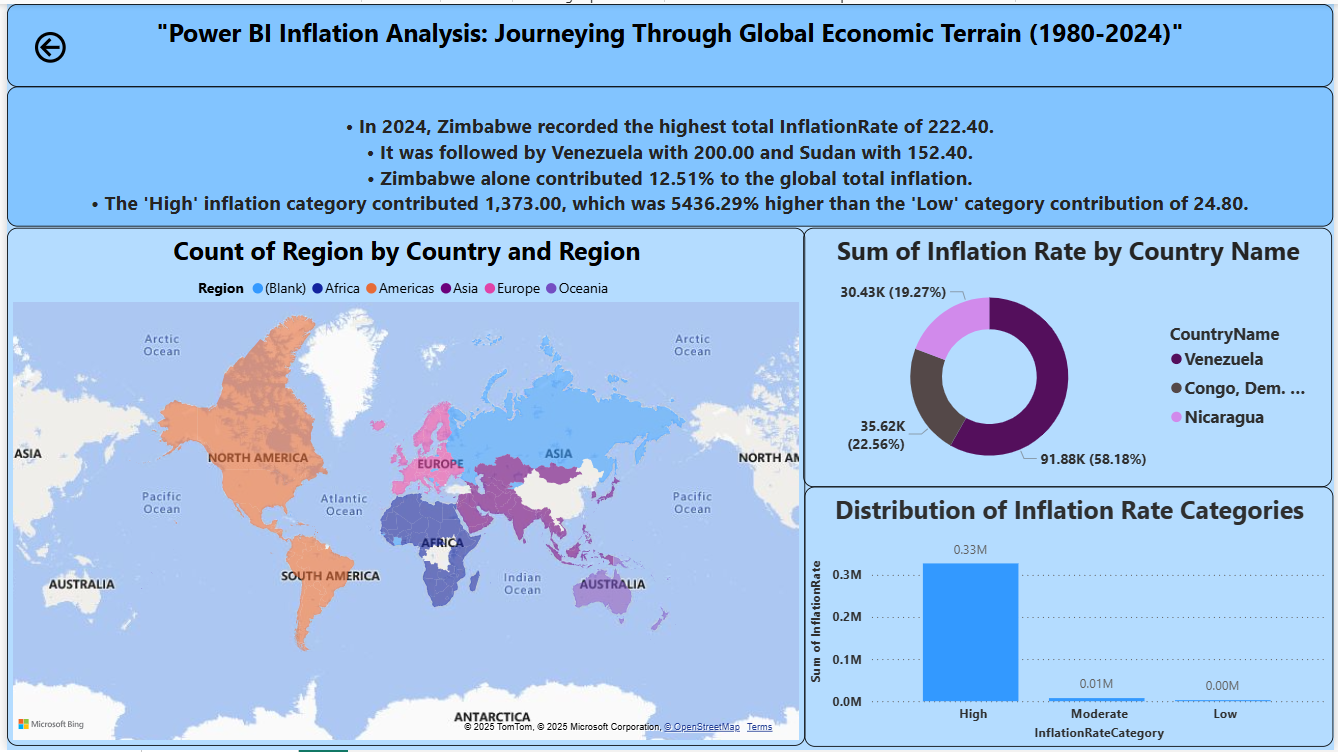 "Power BI Inflation Analysis: Journeying Through Global Economic Terrain (1980-2024)"
• In 2024, Zimbabwe recorded the highest total InflationRate of 222.40.
• It was followed by Venezuela with 200.00 and Sudan with 152.40.
• Zimbabwe alone contributed 12.51% to the global total inflation.
• The 'High' inflation category contributed 1,373.00, which was 5436.29% higher than the 'Low' category contribution of 24.80.
Count of Region by Country and Region
Region (Blank) Africa Americas Asia Europe Oceania
Arctic
Ocean
Arctic
Ocean
ASIA
NORTH AMERICA
EUROPE
ASIA
NORTH AM
Pacific
Ocean
Atlantic
Ocean
Pacific
Ocean
AFRICA
AUSTRALIA
SOUTH AMERICA
Indian
Ocean
AUSTRALIA
ANTARCTICA
Microsoft Bing
© 2025 TomTom, © 2025 Microsoft Corporation, © OpenStreetMap Terms
Sum of Inflation Rate by Country Name
30.43K (19.27%)
35.62K
(22.56%)
91.88K (58.18%)
CountryName
Venezuela
Congo, Dem. ...
Nicaragua
Distribution of Inflation Rate Categories
Sum of InflationRate
0.3M
0.2M
0.1M
0.0M
0.33M
0.01M
0.00M
High
Moderate
Low
InflationRateCategory